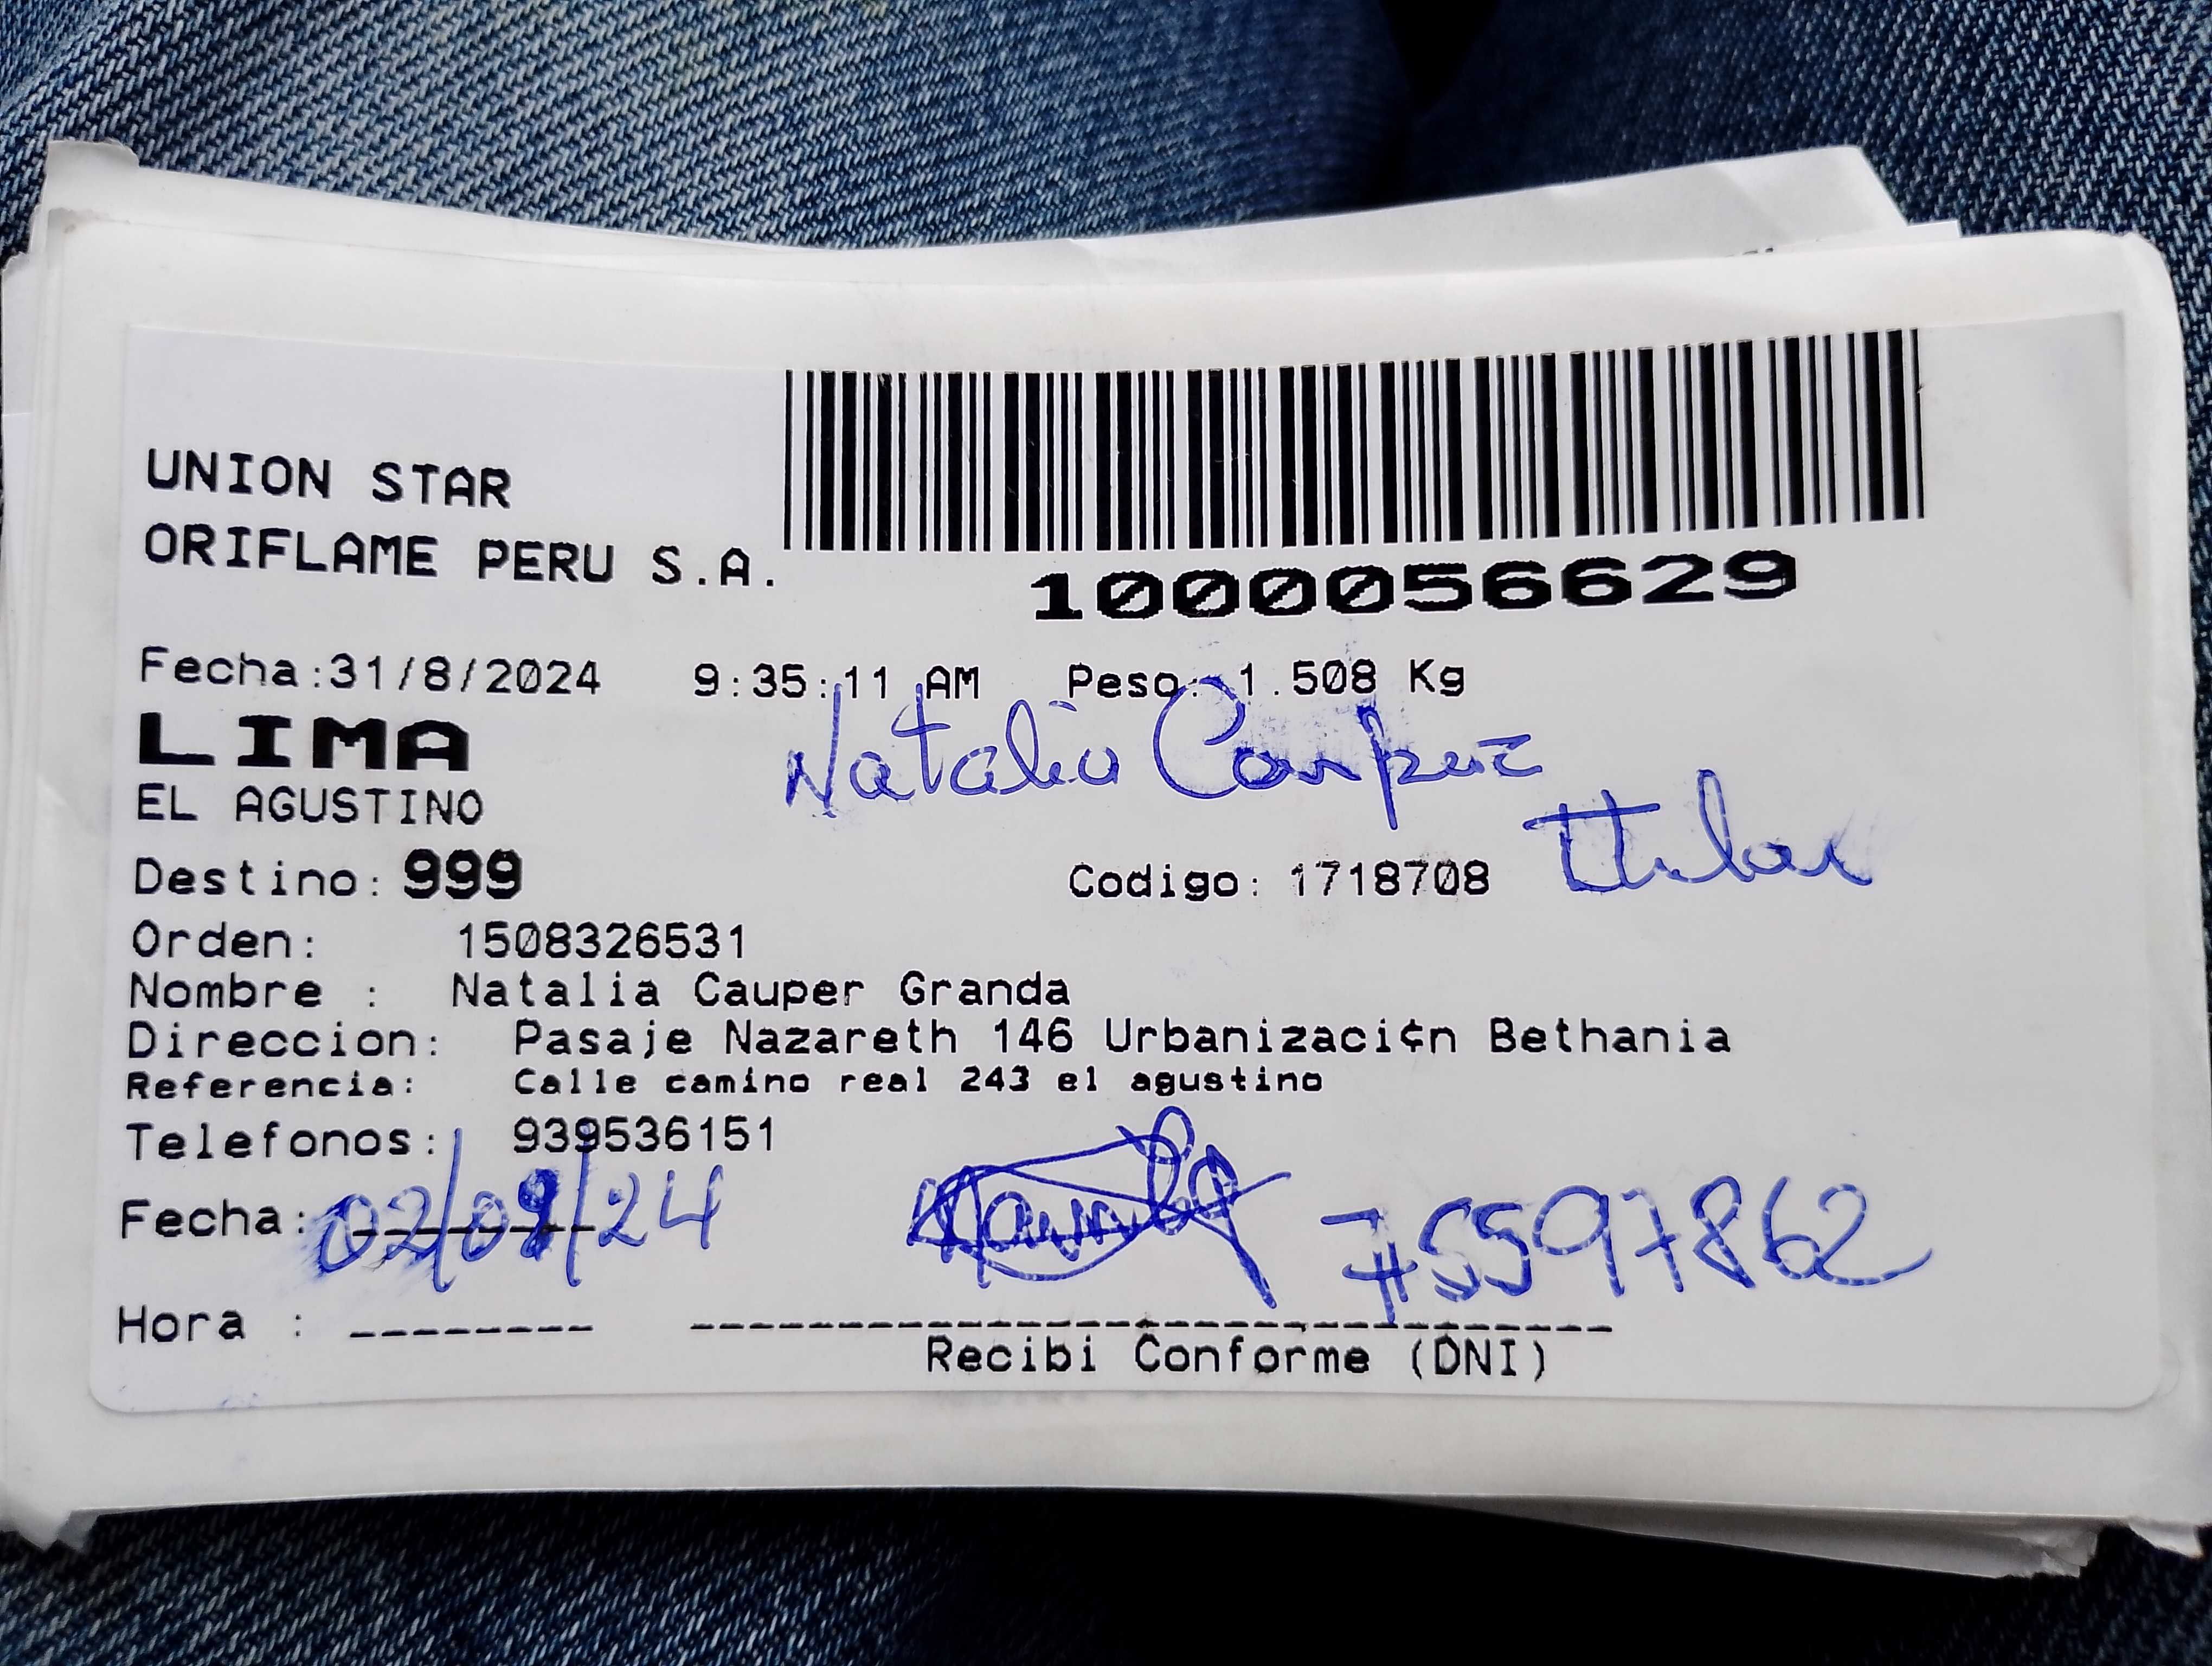 UNION STAR
ORIFLAME PERU S.A.
1000056629
Fecha:31/8/2024 9:35:11 AM Peso: 1.508 Kg
LIMA
Natalia Cauper
EL AGUSTINO
Titular
Destino: 999 Codigo: 1718708
Orden: 1508326531
Nombre : Natalia Cauper Granda
Direccion: Pasaje Nazareth 146 Urbanizaci¢n Bethania
Referencia: Calle camino real 243 el agustino
Telefonos: 939536151
Fecha: 02/09/24 75597862
Hora : -------- ------------------------------
Recibi Conforme (DNI)